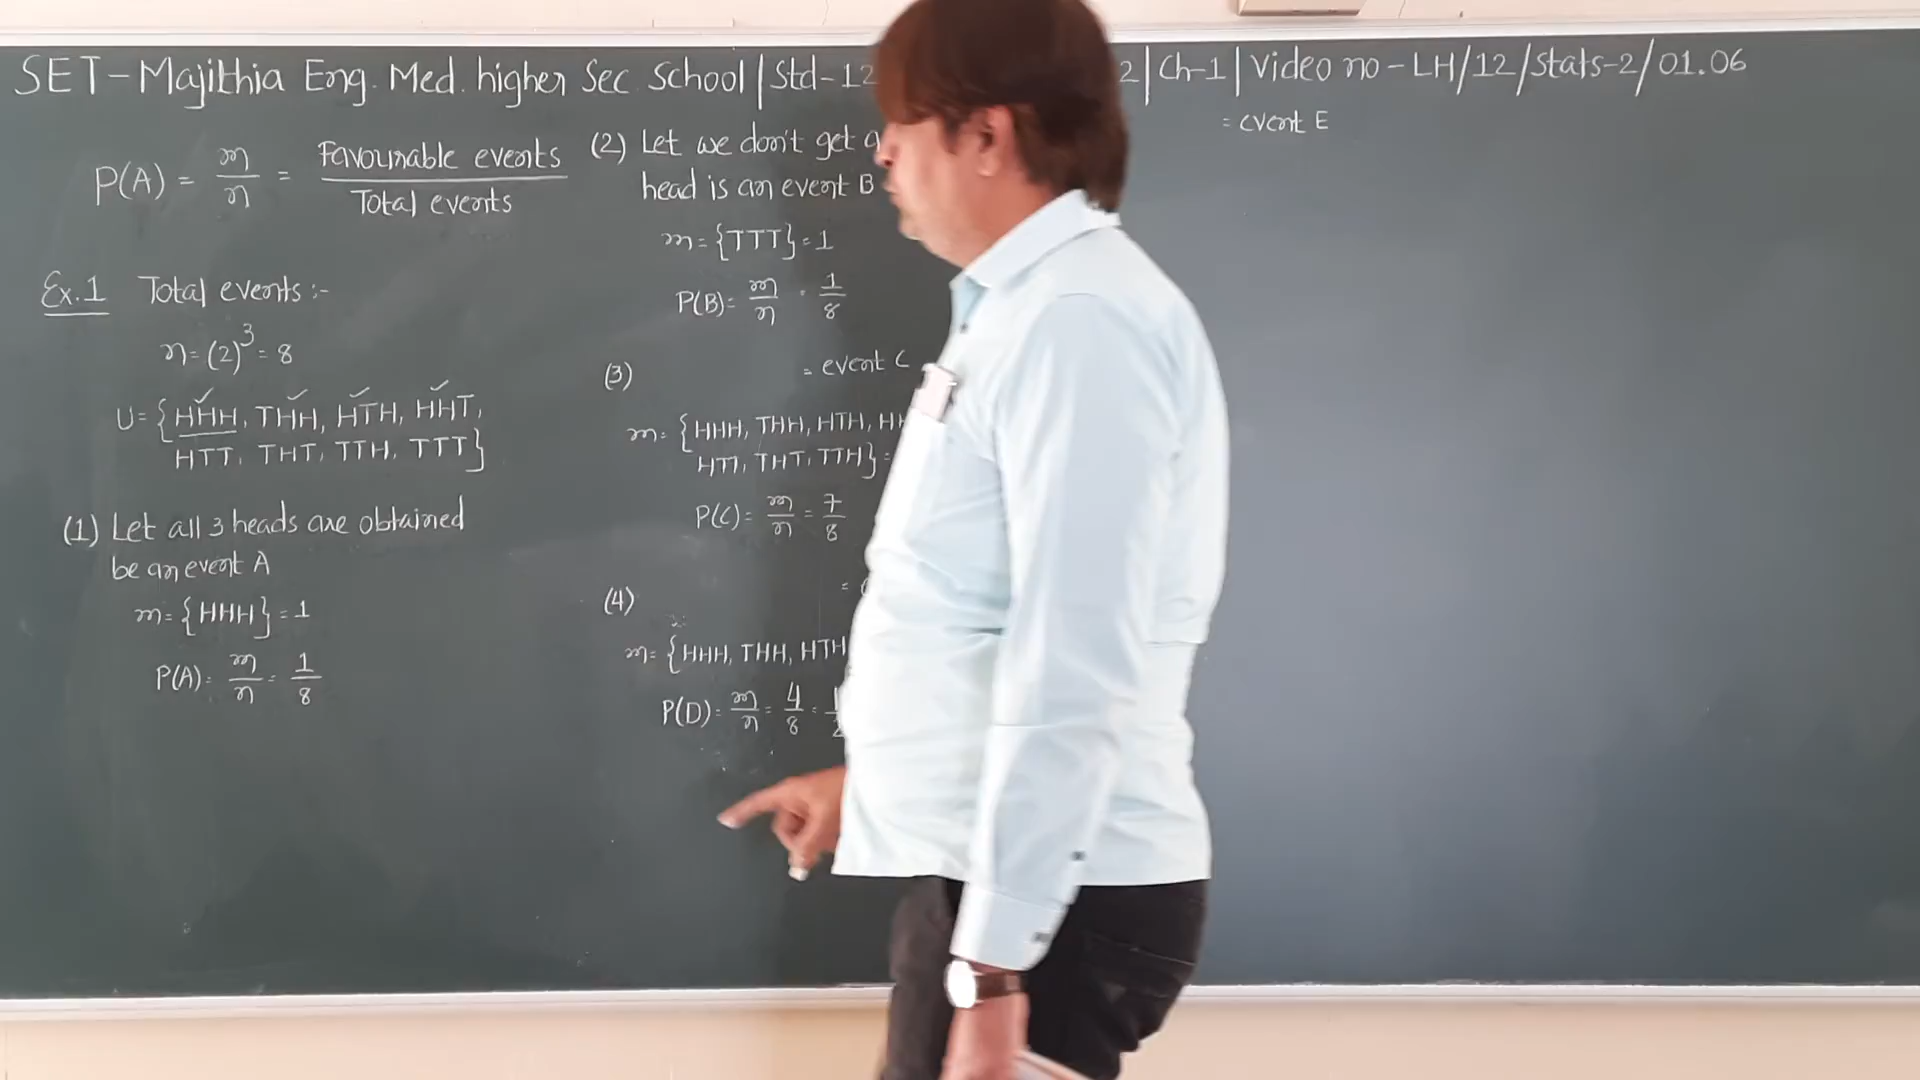 SET-Majithia Eng. Med. higher Sec School | Std-12
2 | Ch-1 | Video no - LH/12/Stats-2/01.06
P(A) = m/n = Favourable events / Total events
Ex.1 Total events :-
n = (2)^3 = 8
U = {HHH, THH, HTH, HHT,
HTT, THT, TTH, TTT}
(1) Let all 3 heads are obtained
be an event A
m = {HHH} = 1
P(A) = m/n = 1/8
(2) Let we don't get a
head is an event B
m = {TTT} = 1
P(B) = m/n = 1/8
(3) = event C
m = {HHH, THH, HTH,
HTT, THT, TTH} =
P(C) = m/n = 7/8
(4) =
m = {HHH, THH, HTH
P(D) = m/n = 4/8 =
= event E